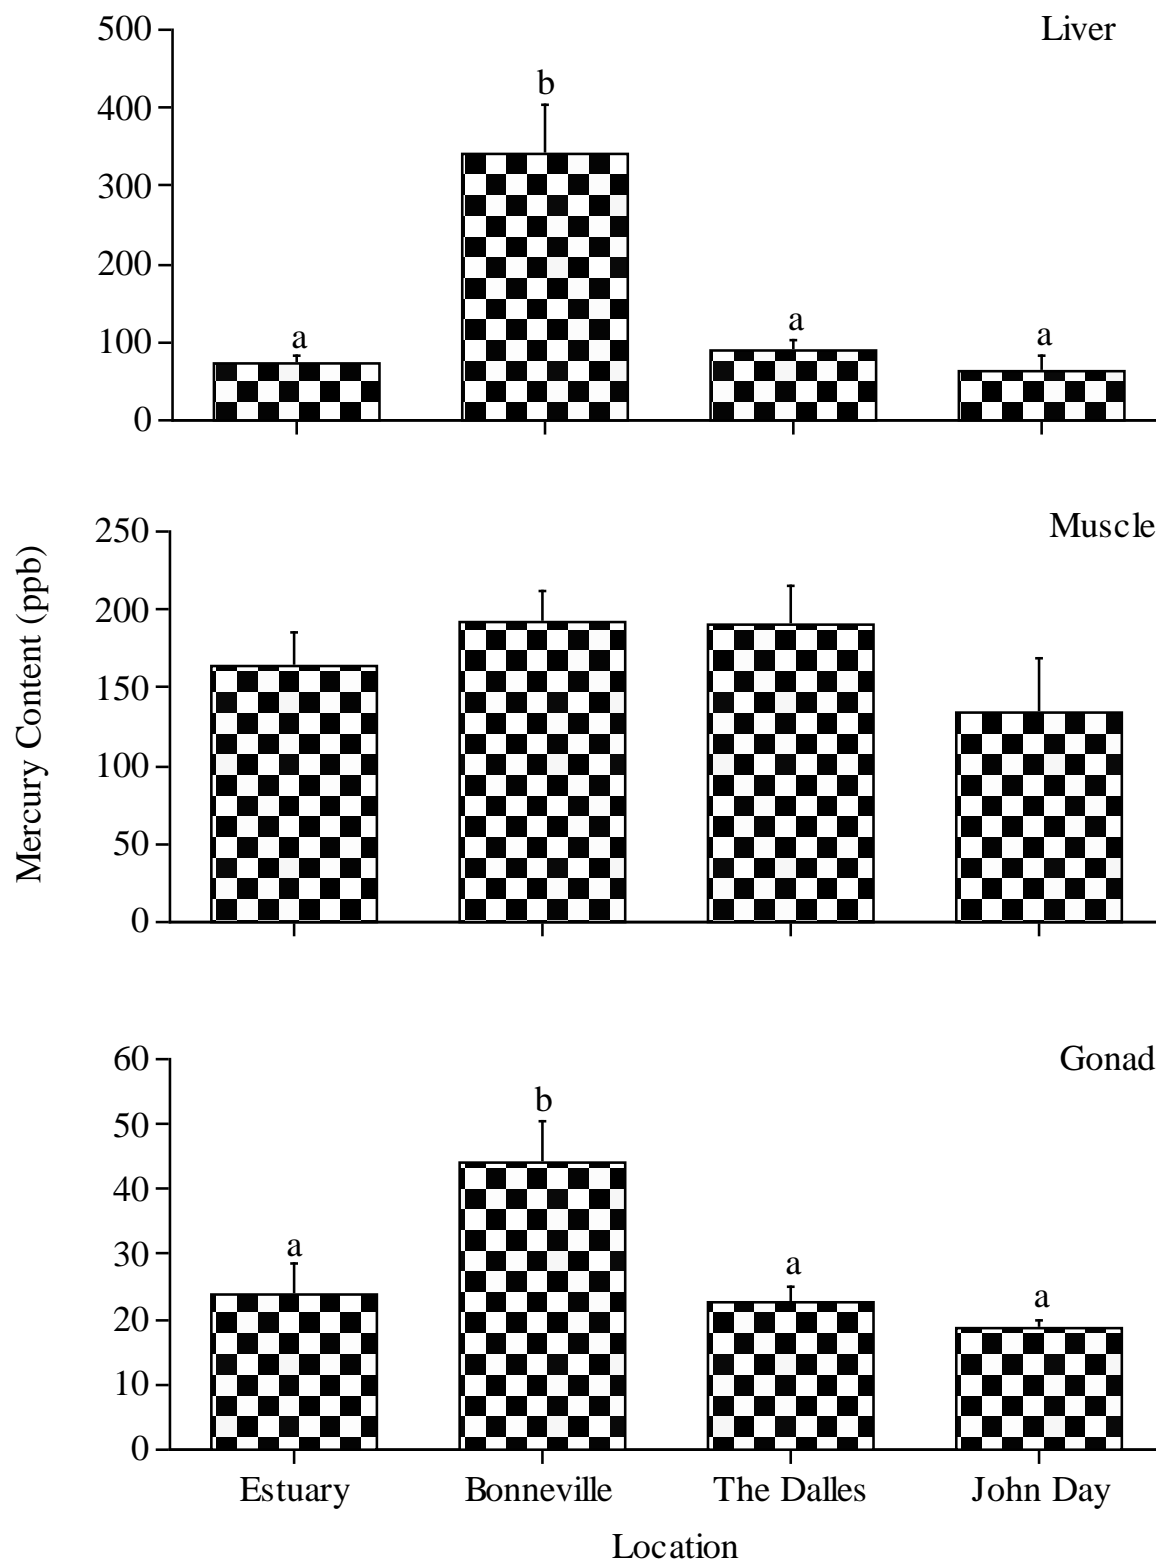 Liver
500
400
300
200
100
0
a
b
a
a
Mercury Content (ppb)
Muscle
250
200
150
100
50
0
Gonad
60
50
40
30
20
10
0
a
b
a
a
Estuary
Bonneville
The Dalles
John Day
Location